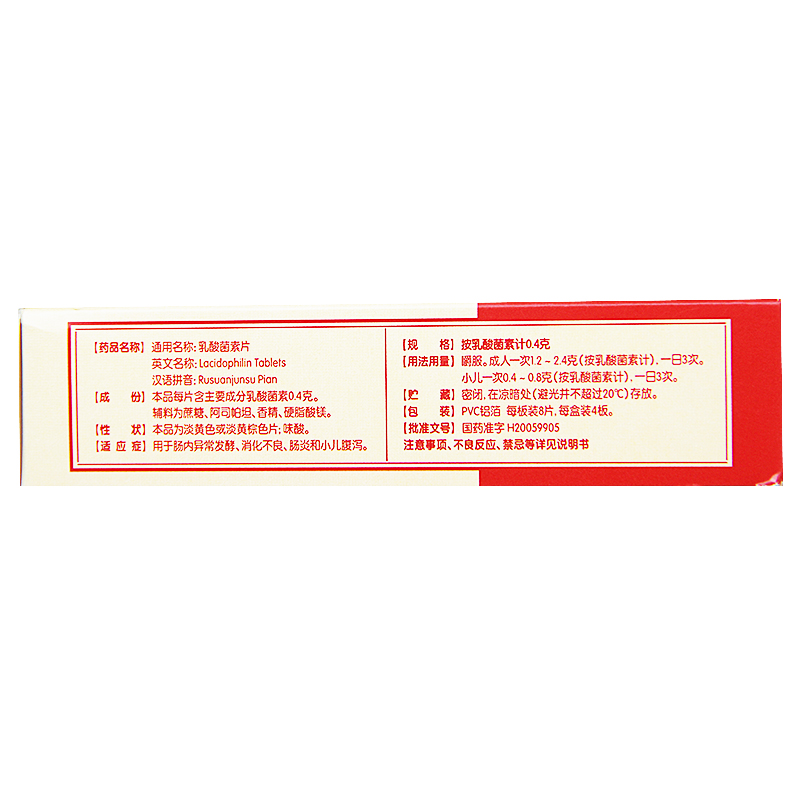 【药品名称】通用名称：乳酸菌素片
英文名称：Lacidophilin Tablets
汉语拼音：Rusuanjunsu Pian
【成 份】本品每片含主要成分乳酸菌素0.4克。
辅料为蔗糖、阿司帕坦、香精、硬脂酸镁。
【性 状】本品为淡黄色或淡黄棕色片；味酸。
【适 应 症】用于肠内异常发酵、消化不良、肠炎和小儿腹泻。
【规 格】按乳酸菌素计0.4克
【用法用量】嚼服。成人一次1.2～2.4克（按乳酸菌素计），一日3次。
小儿一次0.4～0.8克（按乳酸菌素计），一日3次。
【贮 藏】密闭，在凉暗处（避光并不超过20℃）存放。
【包 装】PVC铝箔 每板装8片，每盒装4板。
【批准文号】国药准字 H20059905
注意事项、不良反应、禁忌等详见说明书